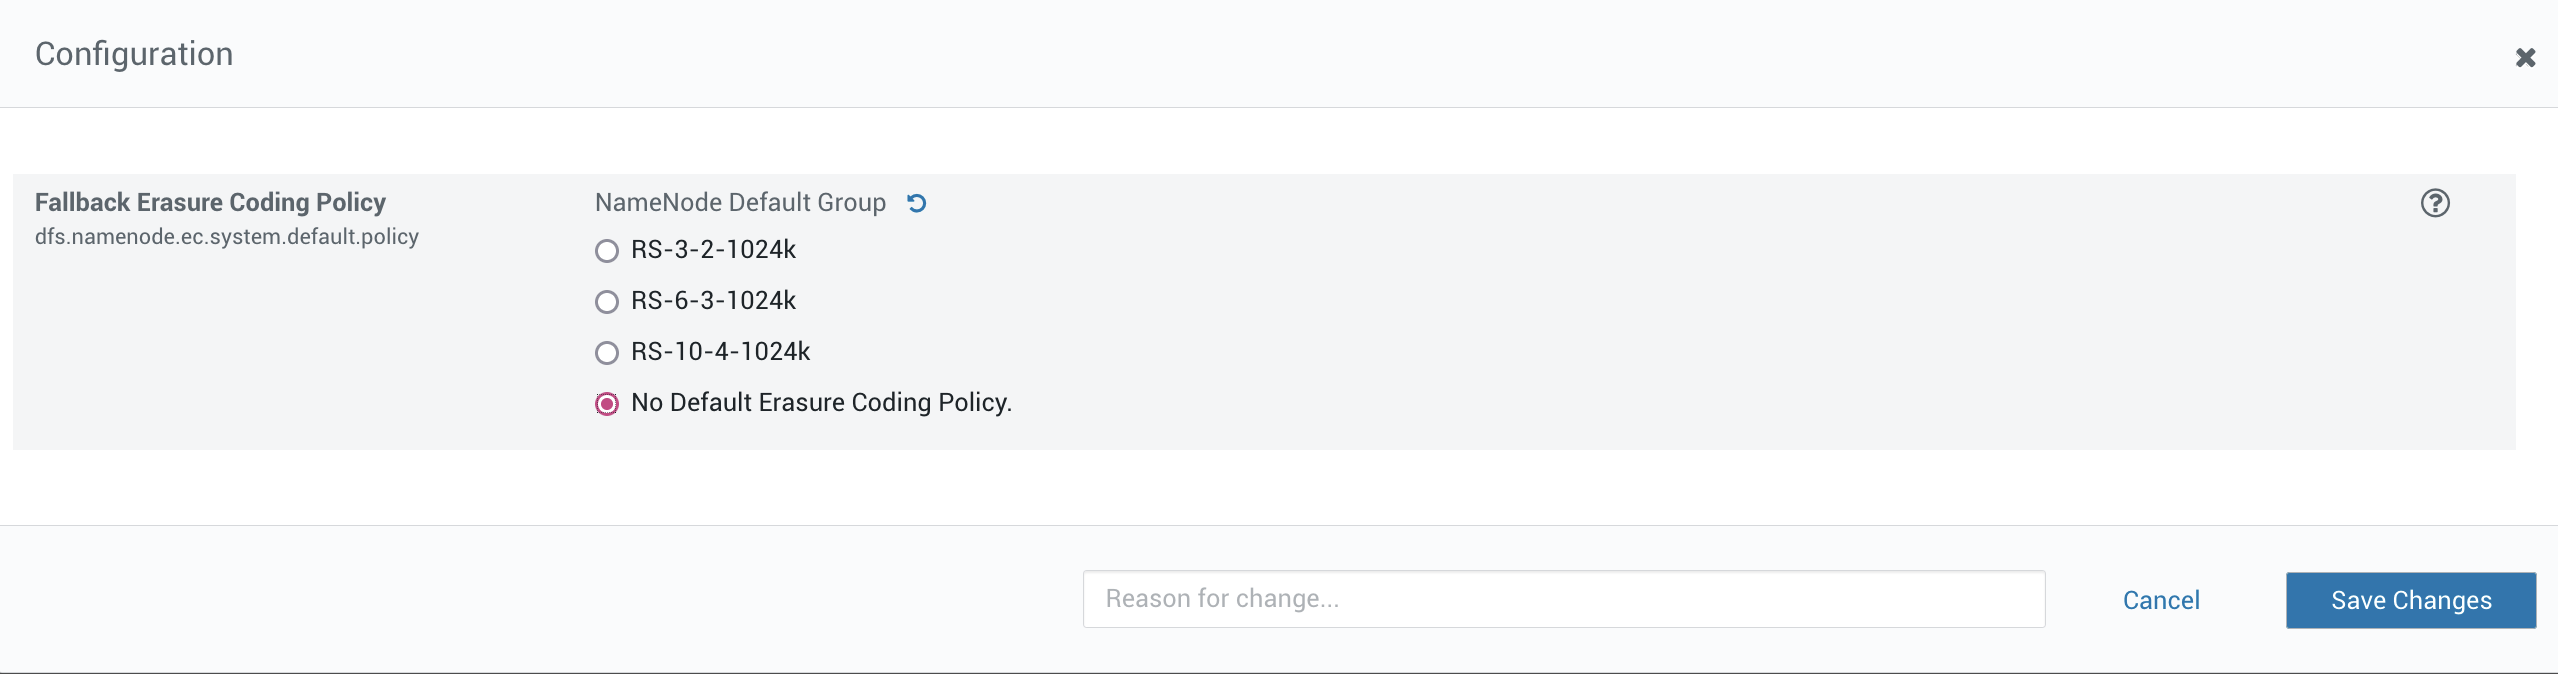 Configuration
Fallback Erasure Coding Policy
dfs.namenode.ec.system.default.policy
NameNode Default Group
RS-3-2-1024k
RS-6-3-1024k
RS-10-4-1024k
No Default Erasure Coding Policy.
Reason for change...
Cancel
Save Changes